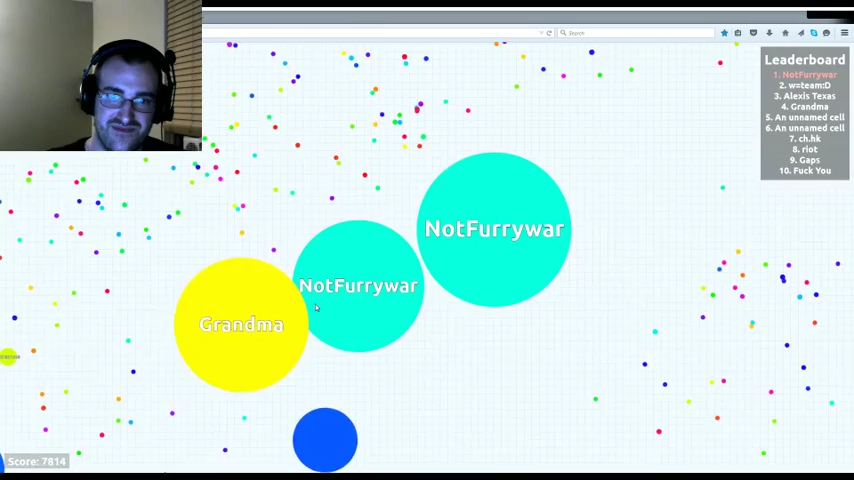 Search
Leaderboard
1. NotFurrywar
2. w=team:D
3. Alexis Texas
4. Grandma
5. An unnamed cell
6. An unnamed cell
7. ch.hk
8. riot
9. Gaps
10. Fuck You
NotFurrywar
NotFurrywar
Grandma
Score: 7814